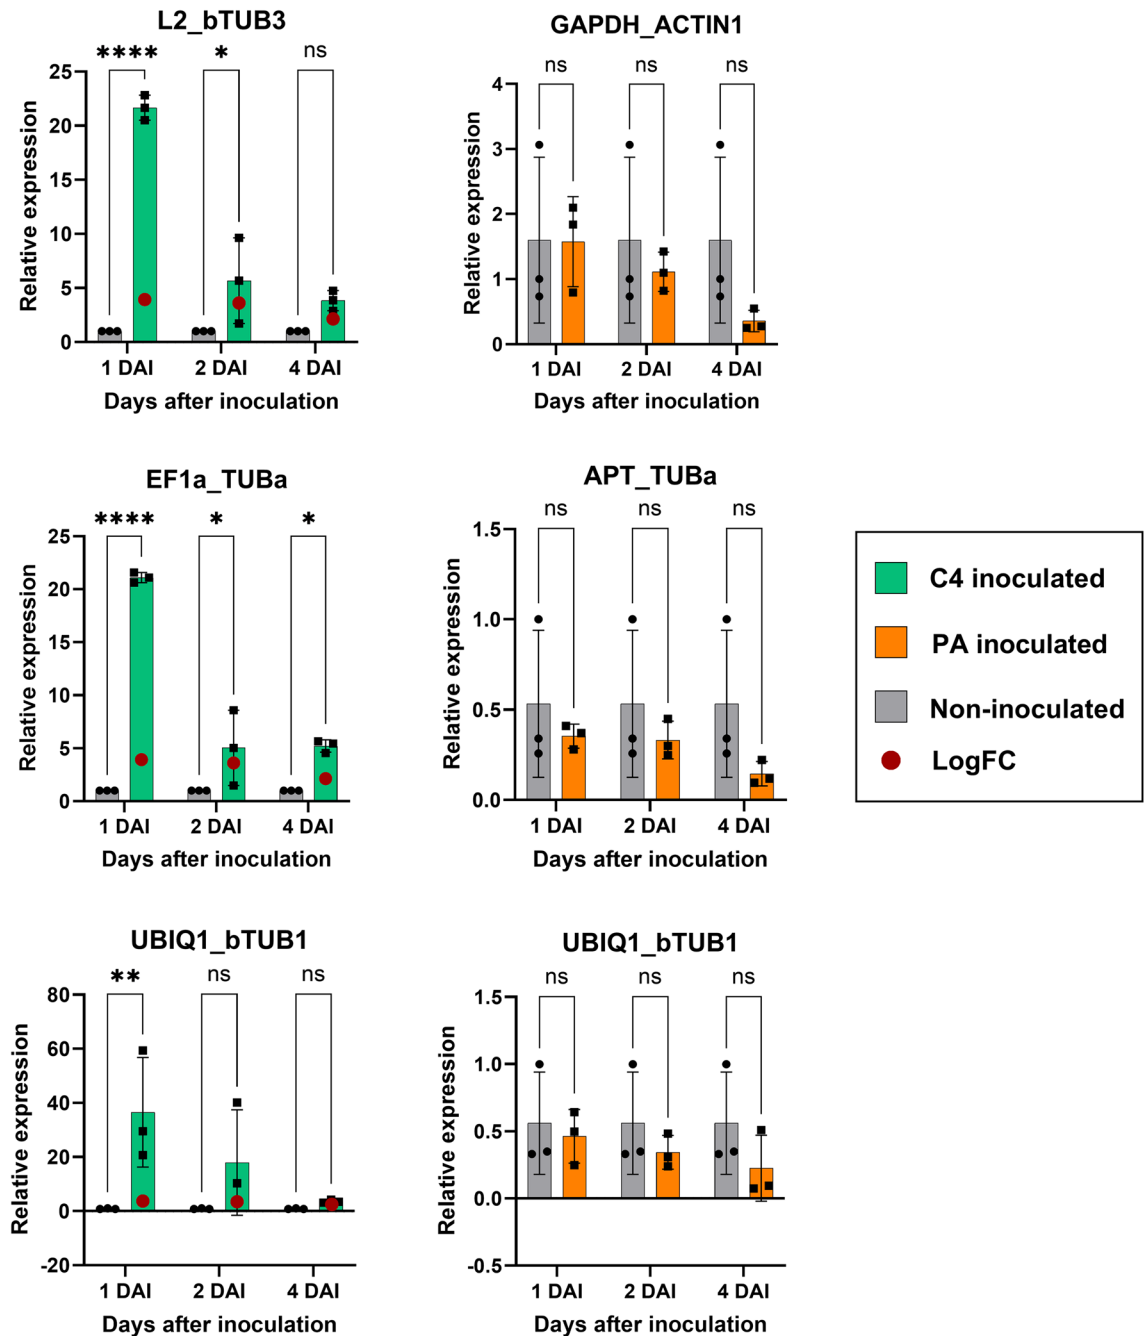 L2_bTUB3
**** * ns
Relative expression
25
20
15
10
5
0
1 DAI 2 DAI 4 DAI
Days after inoculation
GAPDH_ACTIN1
ns ns ns
Relative expression
4
3
2
1
0
1 DAI 2 DAI 4 DAI
Days after inoculation
EF1a_TUBa
**** * *
Relative expression
25
20
15
10
5
0
1 DAI 2 DAI 4 DAI
Days after inoculation
APT_TUBa
ns ns ns
Relative expression
1.5
1.0
0.5
0.0
1 DAI 2 DAI 4 DAI
Days after inoculation
C4 inoculated
PA inoculated
Non-inoculated
LogFC
UBIQ1_bTUB1
** ns ns
Relative expression
80
60
40
20
0
-20
1 DAI 2 DAI 4 DAI
Days after inoculation
UBIQ1_bTUB1
ns ns ns
Relative expression
1.5
1.0
0.5
0.0
-0.5
1 DAI 2 DAI 4 DAI
Days after inoculation